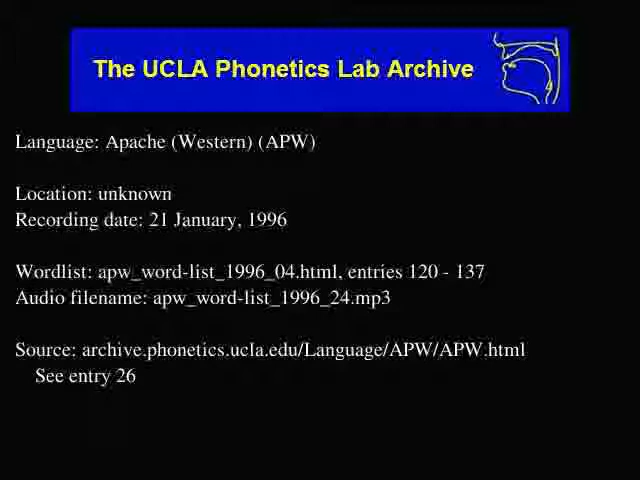 The UCLA Phonetics Lab Archive
Language: Apache (Western) (APW)
Location: unknown
Recording date: 21 January, 1996
Wordlist: apw_word-list_1996_04.html, entries 120 - 137
Audio filename: apw_word-list_1996_24.mp3
Source: archive.phonetics.ucla.edu/Language/APW/APW.html
See entry 26